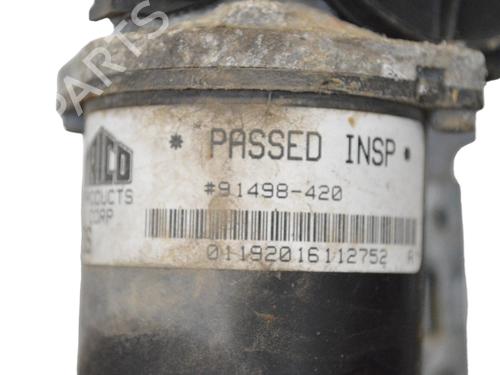 RICO
PRODUCTS
CORP
* PASSED INSP *
#91498-420
01192016112752 A
PARTS